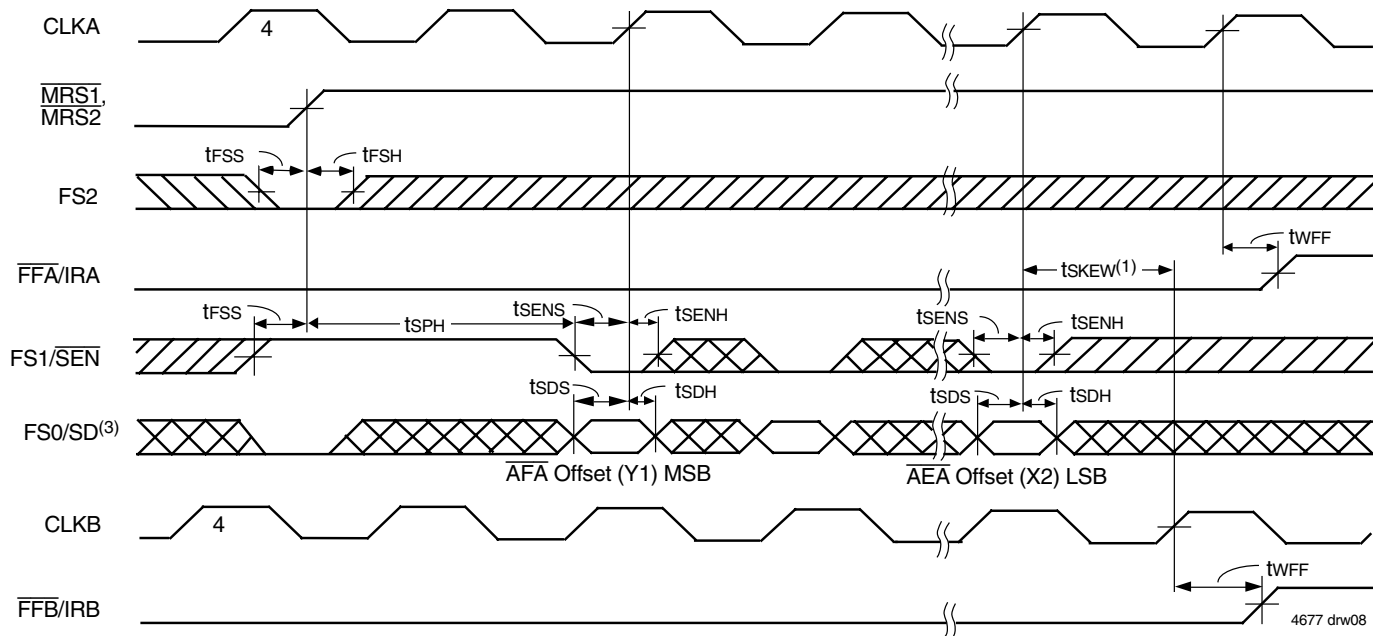 CLKA
4
MRS1,
MRS2
tFSS
tFSH
FS2
tWFF
FFA/IRA
tSKEW(1)
tFSS
tSPH
tSENS
tSENH
tSENS
tSENH
FS1/SEN
tSDS
tSDH
tSDS
tSDH
FS0/SD(3)
AFA Offset (Y1) MSB
AEA Offset (X2) LSB
CLKB
4
tWFF
FFB/IRB
4677 drw08